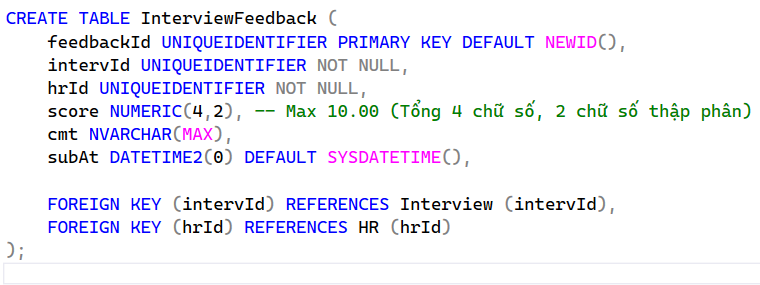 CREATE TABLE InterviewFeedback (
    feedbackId UNIQUEIDENTIFIER PRIMARY KEY DEFAULT NEWID(),
    intervId UNIQUEIDENTIFIER NOT NULL,
    hrId UNIQUEIDENTIFIER NOT NULL,
    score NUMERIC(4,2), -- Max 10.00 (Tổng 4 chữ số, 2 chữ số thập phân)
    cmt NVARCHAR(MAX),
    subAt DATETIME2(0) DEFAULT SYSDATETIME(),
    FOREIGN KEY (intervId) REFERENCES Interview (intervId),
    FOREIGN KEY (hrId) REFERENCES HR (hrId)
);